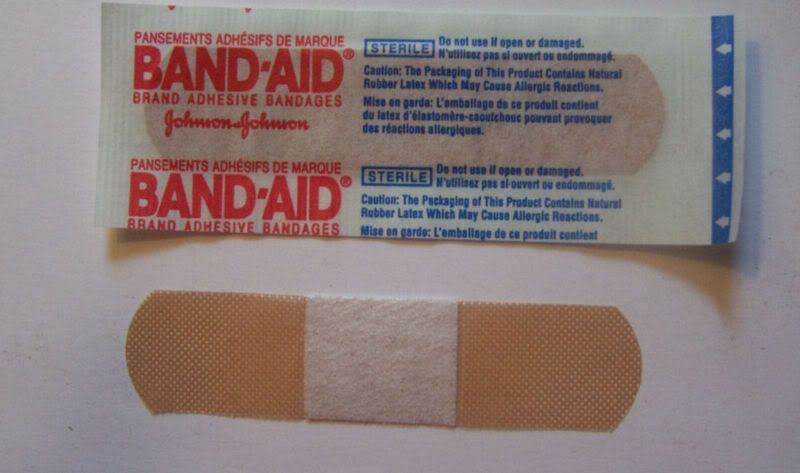 PANSEMENTS ADHÉSIFS DE MARQUE
BAND-AID®
BRAND ADHESIVE BANDAGES
Johnson & Johnson
STERILE Do not use if open or damaged.
N'utilisez pas si ouvert ou endommagé.
Caution: The Packaging of This Product Contains Natural
Rubber Latex Which May Cause Allergic Reactions.
Mise en garde: L'emballage de ce produit contient
du latex d'élastomère-caoutchouc pouvant provoquer
des réactions allergiques.
PANSEMENTS ADHÉSIFS DE MARQUE
BAND-AID®
BRAND ADHESIVE BANDAGES
STERILE Do not use if open or damaged.
N'utilisez pas si ouvert ou endommagé.
Caution: The Packaging of This Product Contains Natural
Rubber Latex Which May Cause Allergic Reactions.
Mise en garde: L'emballage de ce produit contient